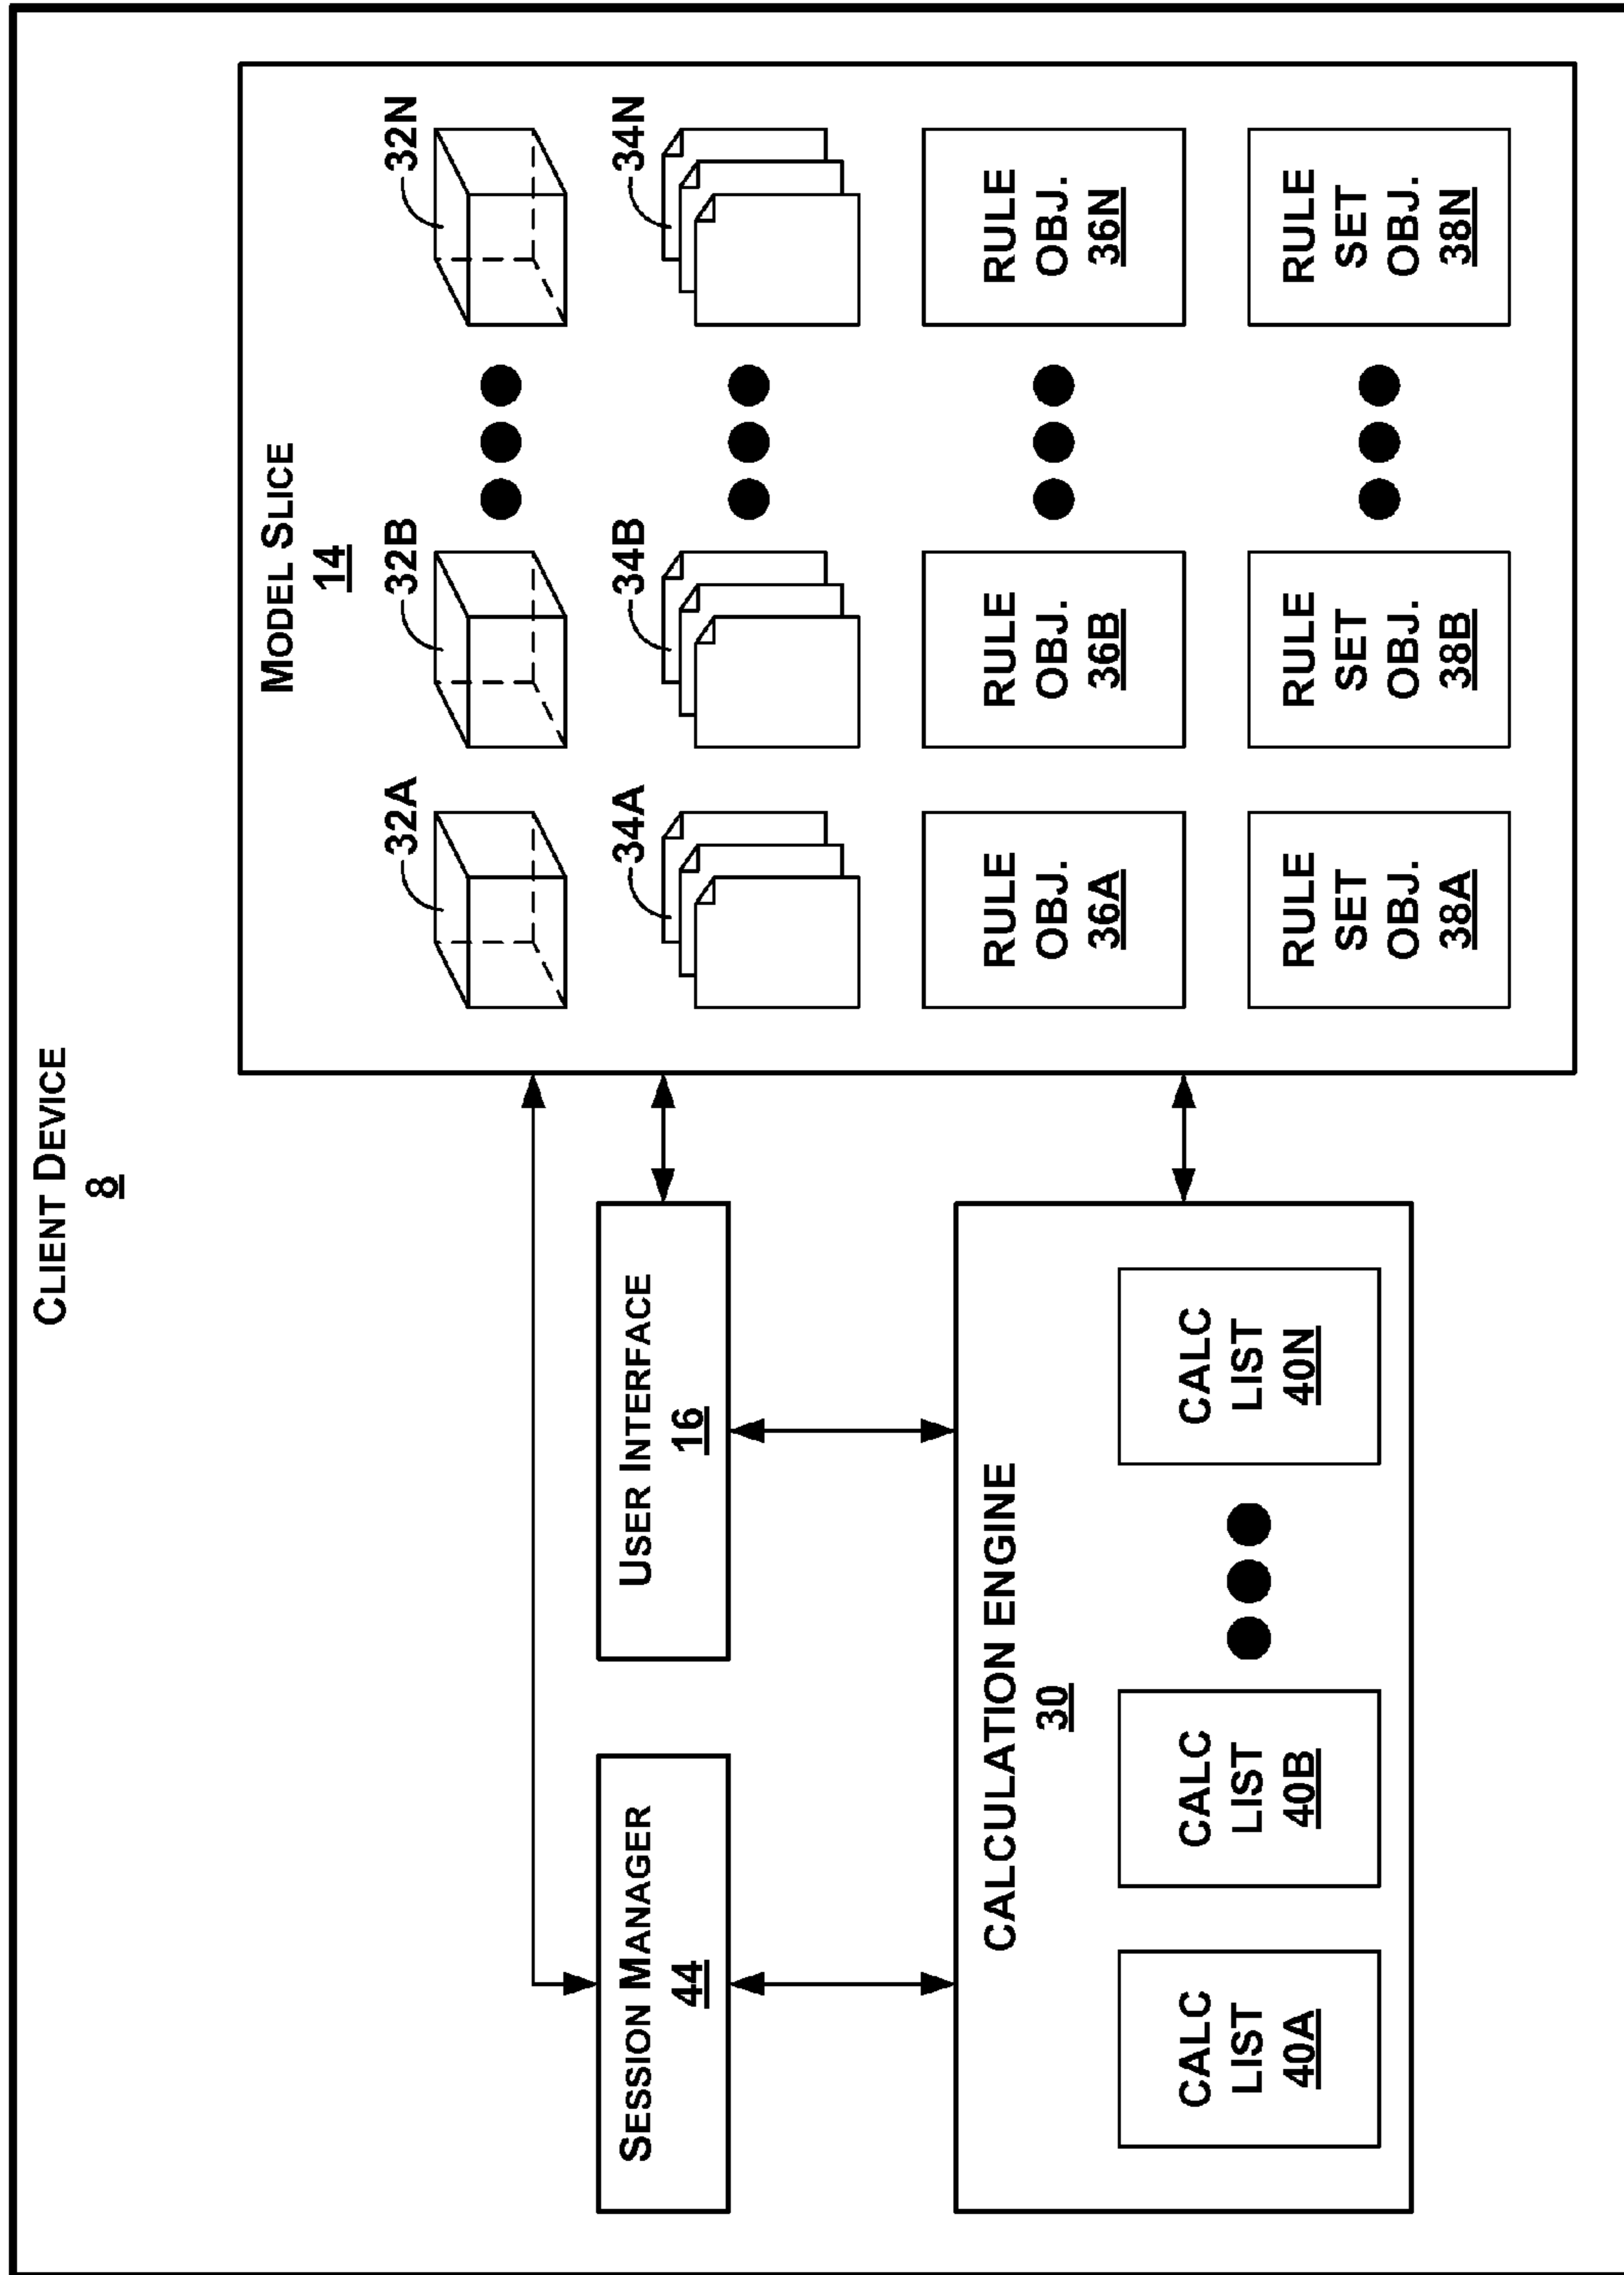 CLIENT DEVICE
8
SESSION MANAGER
44
USER INTERFACE
16
CALCULATION ENGINE
30
CALC
LIST
40A
CALC
LIST
40B
CALC
LIST
40N
MODEL SLICE
14
32A
32B
32N
34A
34B
34N
RULE
OBJ.
36A
RULE
OBJ.
36B
RULE
OBJ.
36N
RULE
SET
OBJ.
38A
RULE
SET
OBJ.
38B
RULE
SET
OBJ.
38N